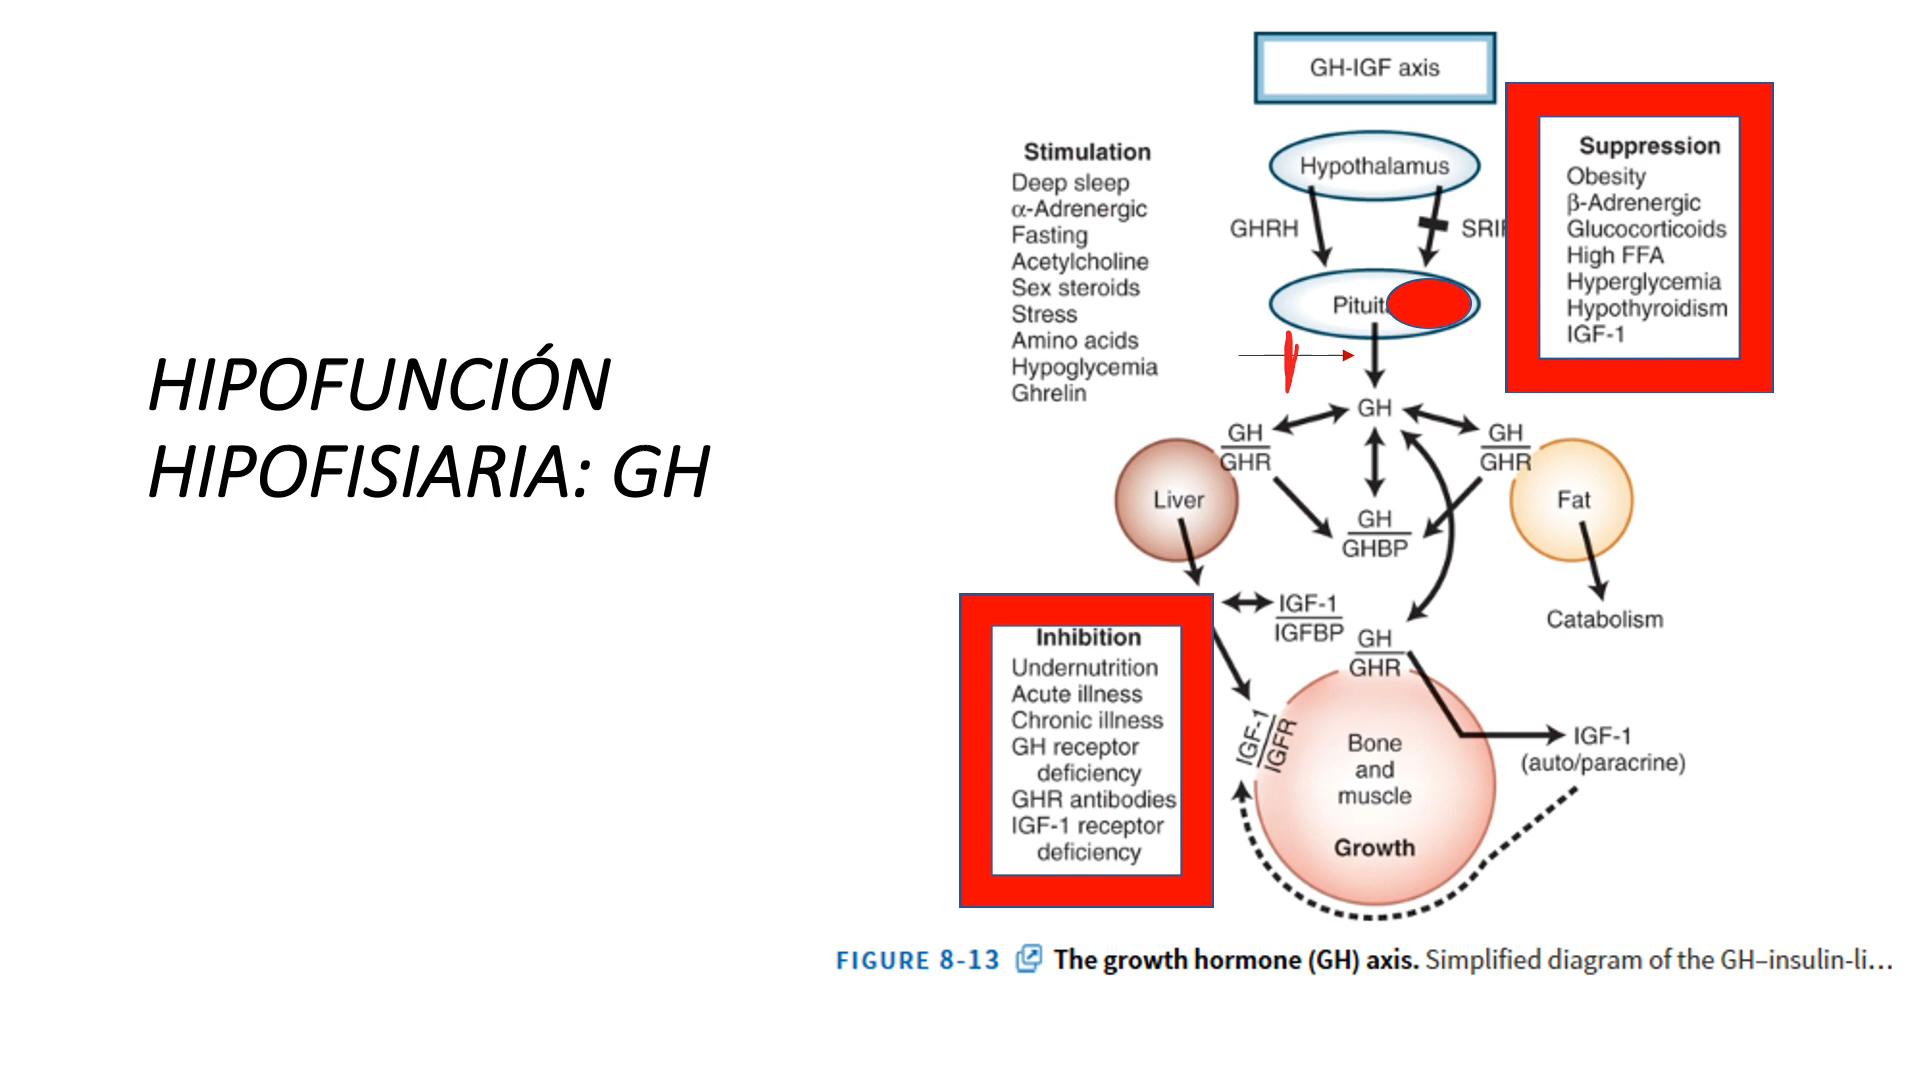 HIPOFUNCIÓN
HIPOFISIARIA: GH
GH-IGF axis
Stimulation
Deep sleep
α-Adrenergic
Fasting
Acetylcholine
Sex steroids
Stress
Amino acids
Hypoglycemia
Ghrelin
Hypothalamus
GHRH
Suppression
Obesity
β-Adrenergic
Glucocorticoids
High FFA
Hyperglycemia
Hypothyroidism
IGF-1
GH
GH
GHR
GH
GHR
Liver
GH
GHBP
Fat
Catabolism
IGF-1
IGFBP
GH
GHR
Inhibition
Undernutrition
Acute illness
Chronic illness
GH receptor
deficiency
GHR antibodies
IGF-1 receptor
deficiency
IGF-1
IGFR
Bone
and
muscle
Growth
IGF-1
(auto/paracrine)
FIGURE 8-13 The growth hormone (GH) axis. Simplified diagram of the GH–insulin-li...